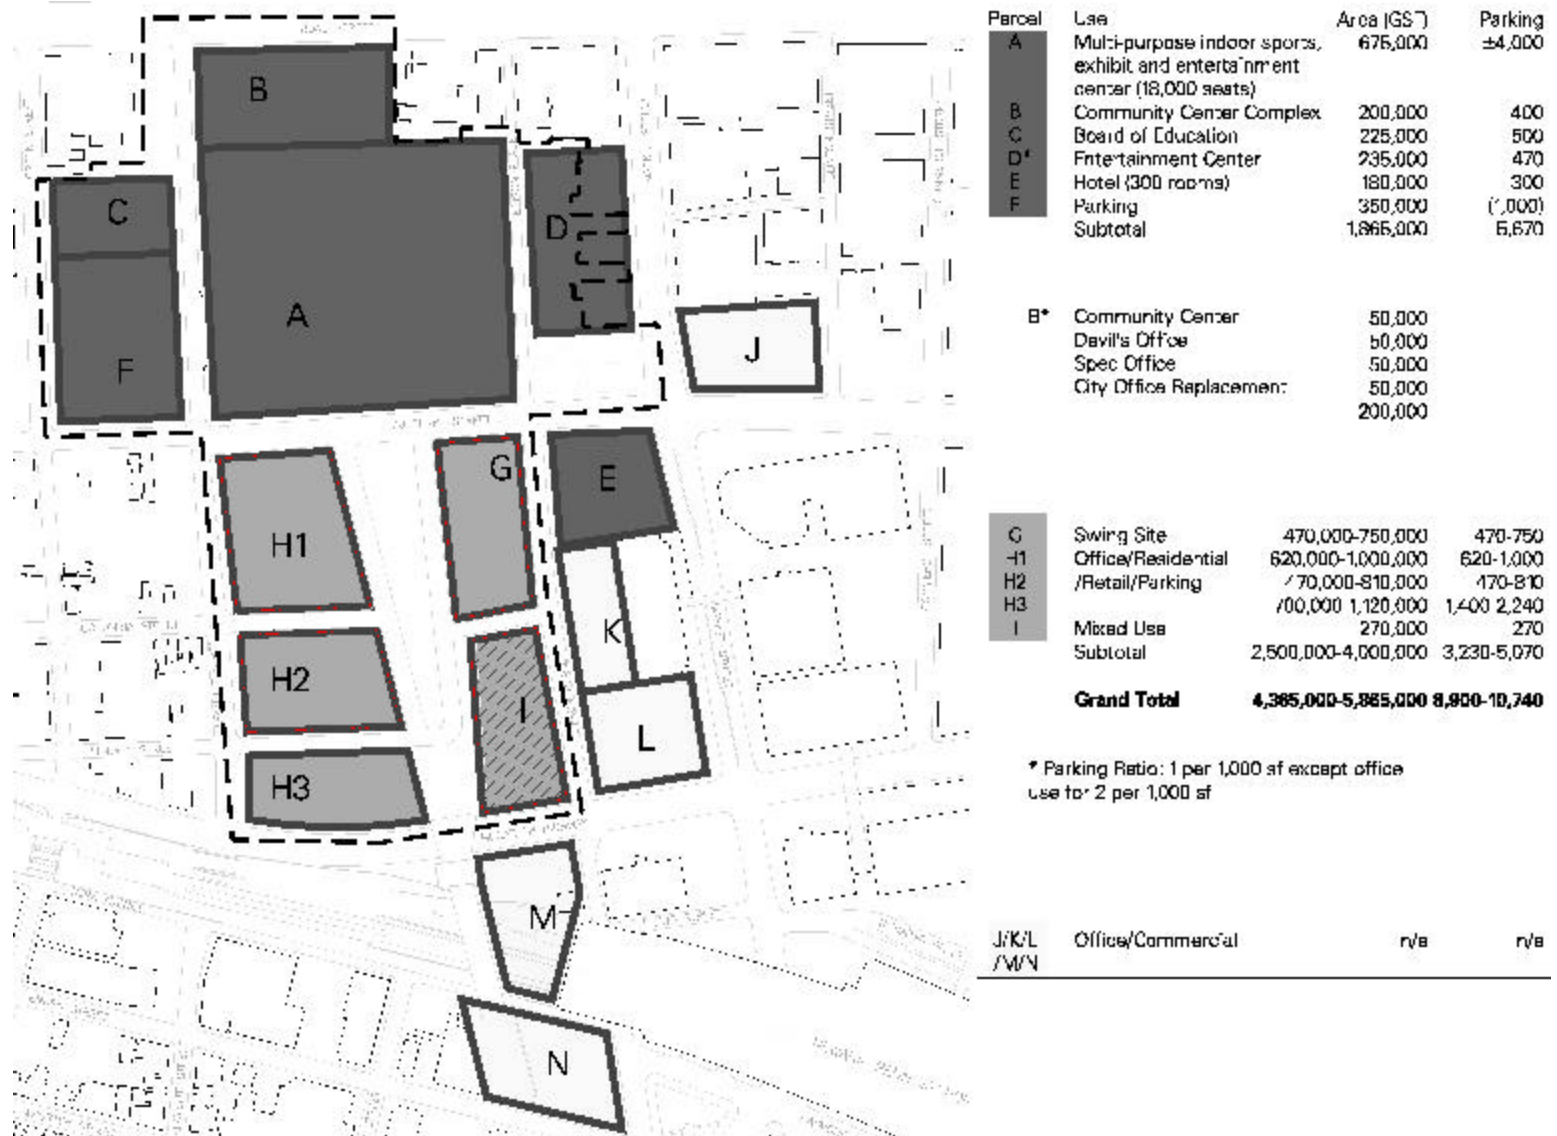 Parcel Use Area (GSF) Parking
A Multi-purpose indoor sports, 675,000 ±4,000
exhibit and entertainment
center (18,000 seats)
B Community Center Complex 200,000 400
C Board of Education 225,000 500
D* Entertainment Center 235,000 470
E Hotel (300 rooms) 180,000 300
F Parking 350,000 (1,000)
Subtotal 1,865,000 5,670
B* Community Center 50,000
Devil's Office 50,000
Spec Office 50,000
City Office Replacement 50,000
200,000
G Swing Site 470,000-750,000 470-750
H1 Office/Residential 620,000-1,000,000 620-1,000
H2 /Retail/Parking 470,000-810,000 470-810
H3 700,000-1,120,000 1,400-2,240
I Mixed Use 270,000 270
Subtotal 2,500,000-4,000,000 3,230-5,070
Grand Total 4,365,000-5,865,000 8,900-10,740
* Parking Ratio: 1 per 1,000 sf except office
use for 2 per 1,000 sf
J/K/L Office/Commercial n/a n/a
/M/N
B
C
D
A
F
J
G
E
H1
K
H2
I
L
H3
M
N